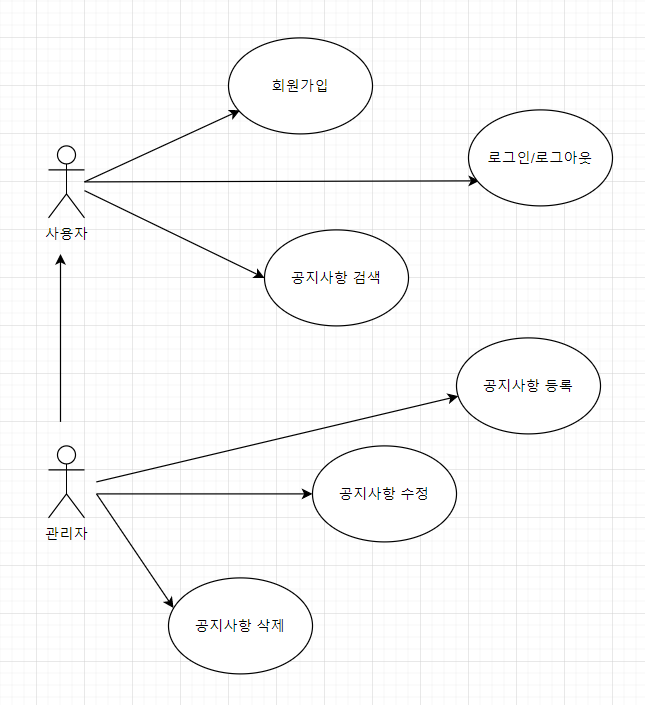 회원가입
로그인/로그아웃
사용자
공지사항 검색
공지사항 등록
공지사항 수정
관리자
공지사항 삭제